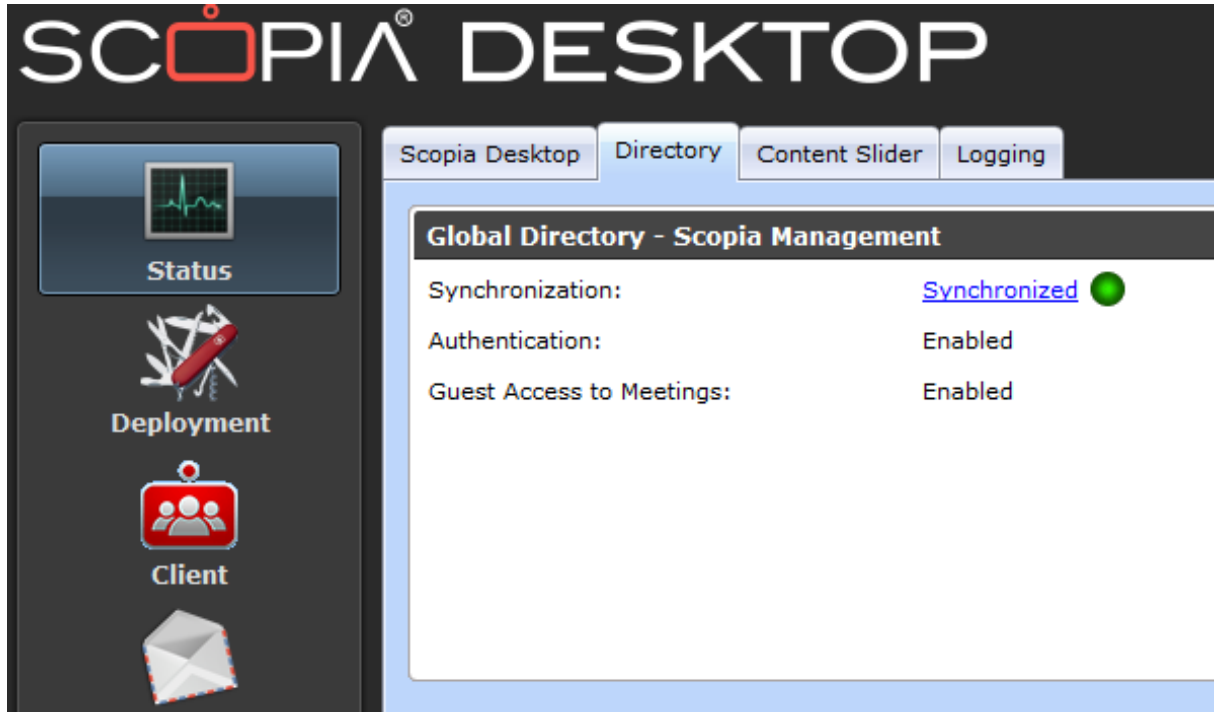 SCOPIA® DESKTOP
Status
Deployment
Client
Scopia Desktop Directory Content Slider Logging
Global Directory - Scopia Management
Synchronization: Synchronized
Authentication: Enabled
Guest Access to Meetings: Enabled